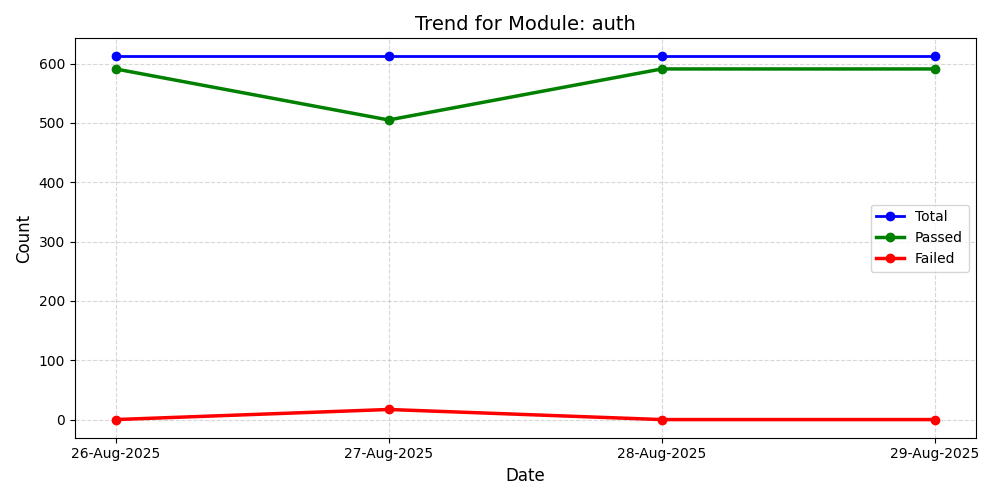 Trend for Module: auth
600
500
400
300
200
100
0
Count
Total
Passed
Failed
26-Aug-2025 27-Aug-2025 28-Aug-2025 29-Aug-2025
Date